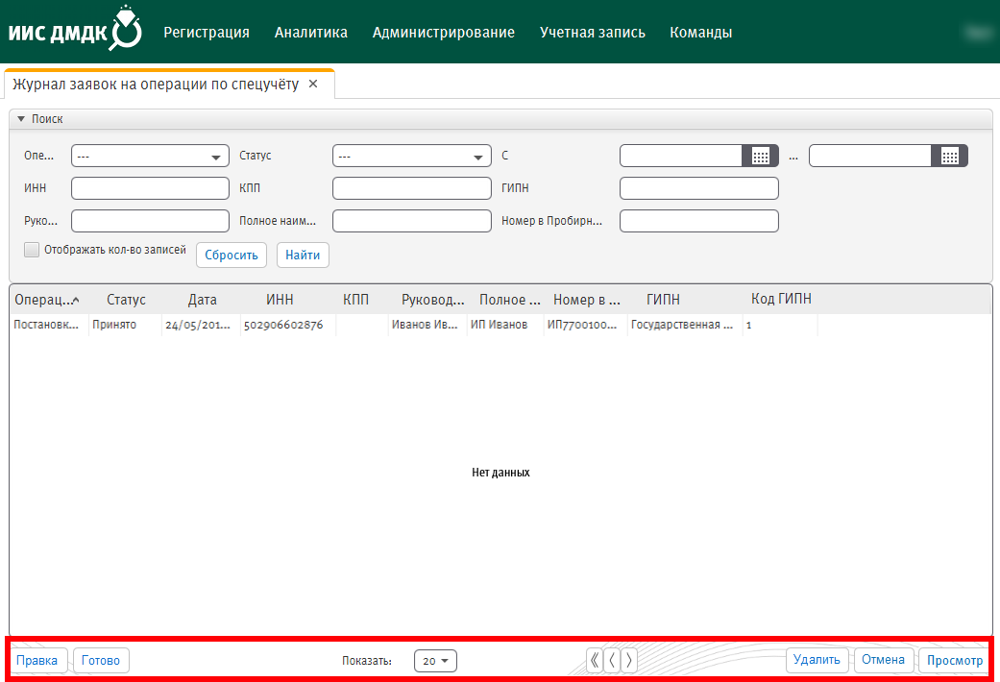 ИИС ДМДК Регистрация Аналитика Администрирование Учетная запись Команды
Журнал заявок на операции по спецучёту ×
Поиск
Опе... --- Статус --- С ...
ИНН КПП ГИПН
Руко... Полное наим... Номер в Пробирн...
Отображать кол-во записей Сбросить Найти
Операц... Статус Дата ИНН КПП Руковод... Полное ... Номер в ... ГИПН Код ГИПН
Постановк... Принято 24/05/201... 502906602876 Иванов Ив... ИП Иванов ИП7700100... Государственная ... 1
Нет данных
Правка Готово Показать: 20 《 〈 〉 Удалить Отмена Просмотр